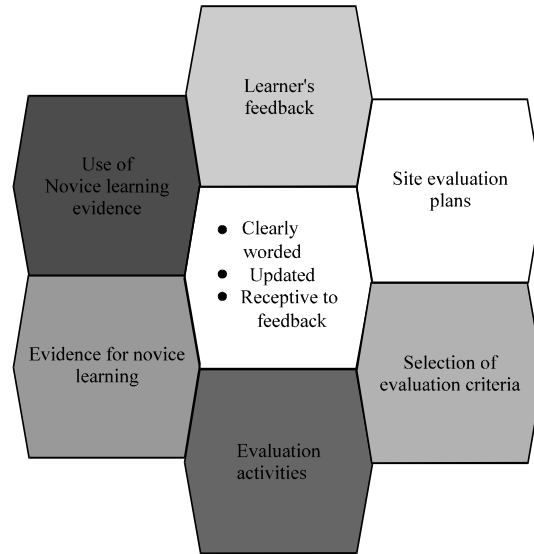 Learner's
feedback
Use of
Novice learning
evidence
Site evaluation
plans
● Clearly
worded
● Updated
● Receptive to
feedback
Evidence for novice
learning
Selection of
evaluation criteria
Evaluation
activities